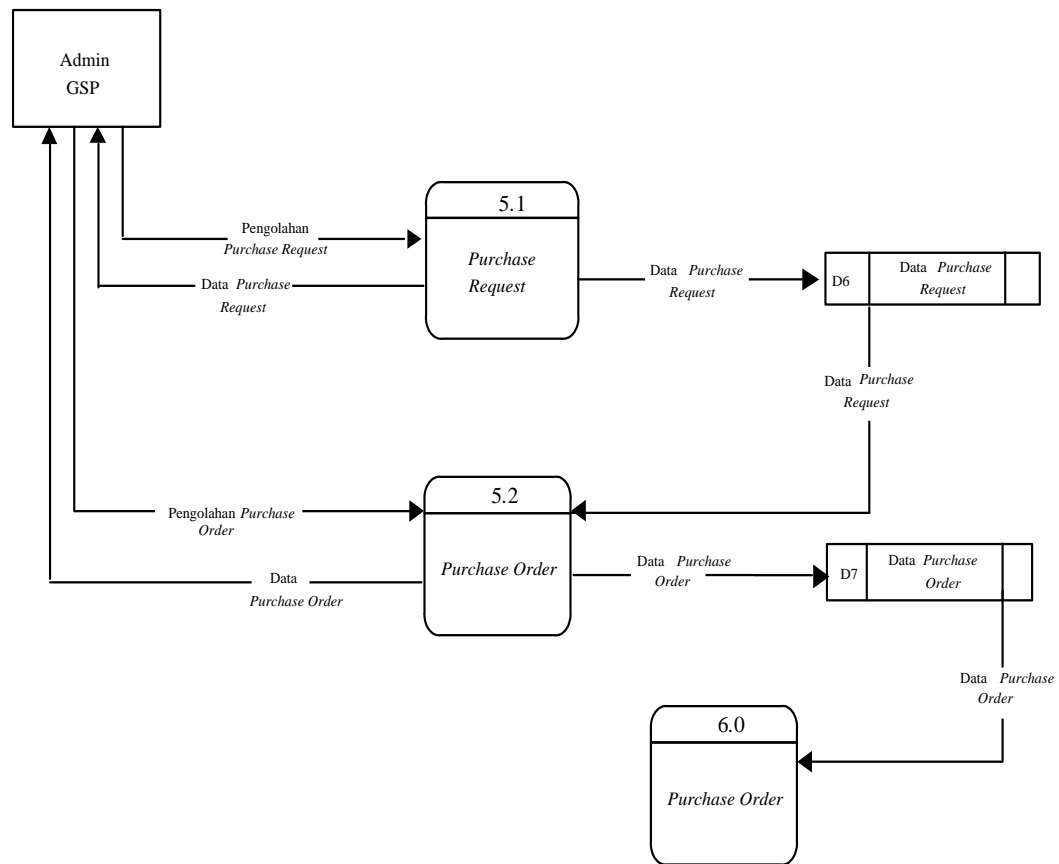 Admin
GSP
5.1
Purchase
Request
Pengolahan
Purchase Request
Data Purchase
Request
Data Purchase
Request
D6
Data Purchase
Request
Data Purchase
Request
5.2
Purchase Order
Pengolahan Purchase
Order
Data
Purchase Order
Data Purchase
Order
D7
Data Purchase
Order
Data Purchase
Order
6.0
Purchase Order